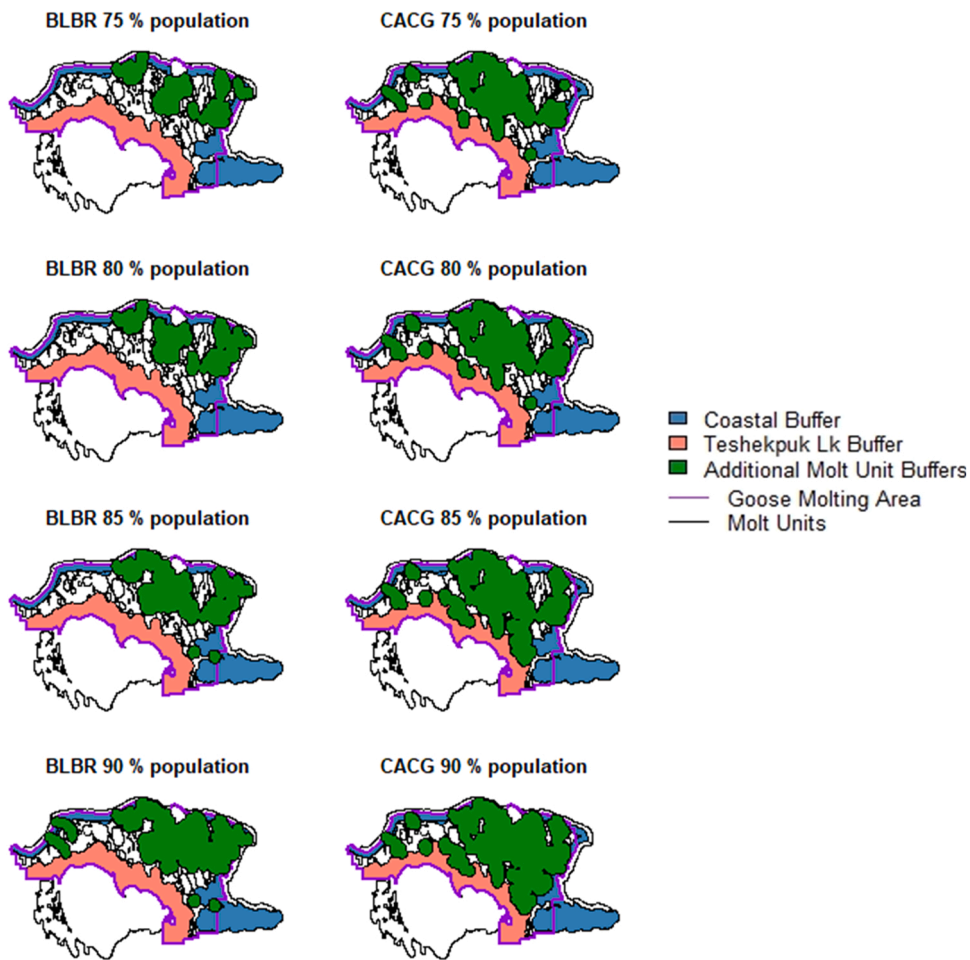 BLBR 75 % population
CACG 75 % population
BLBR 80 % population
CACG 80 % population
Coastal Buffer
Teshekpuk Lk Buffer
Additional Molt Unit Buffers
Goose Molting Area
Molt Units
BLBR 85 % population
CACG 85 % population
BLBR 90 % population
CACG 90 % population